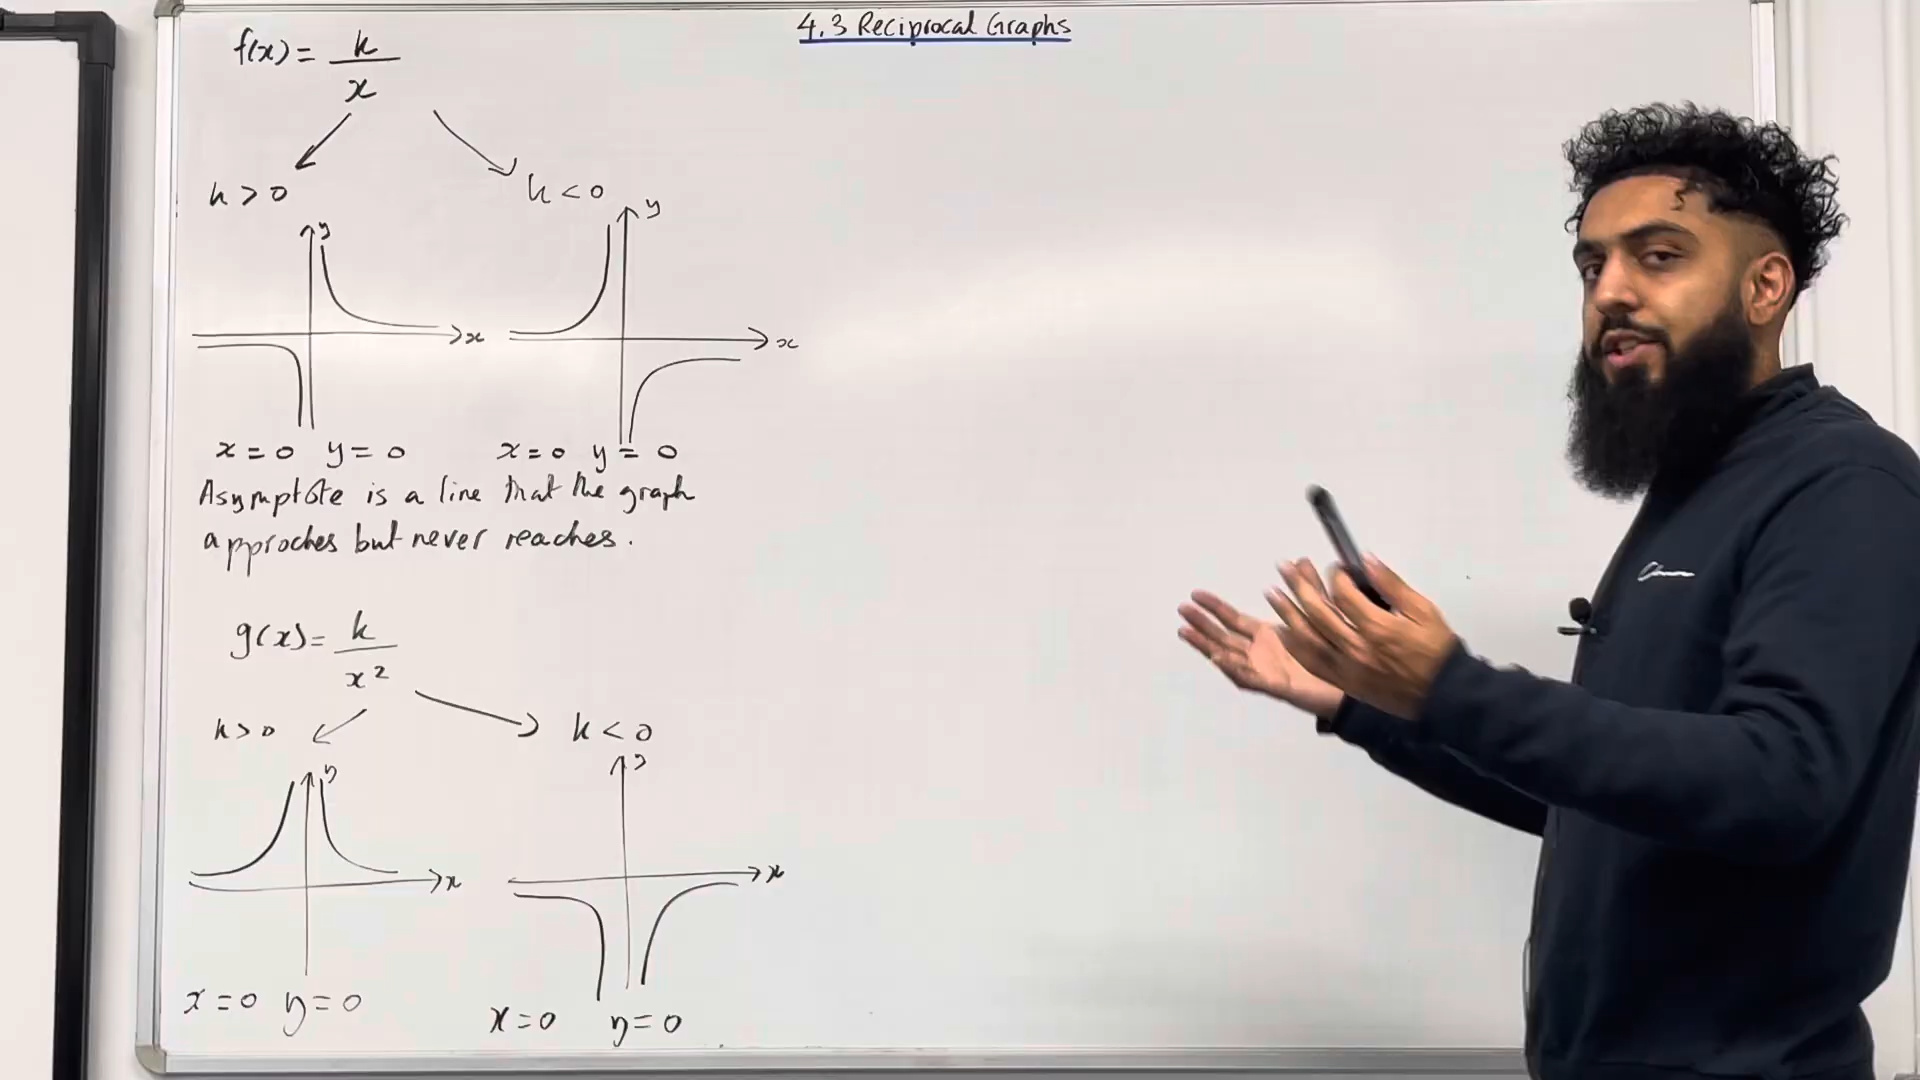 4.3 Reciprocal Graphs
f(x) = k/x
k > 0
k < 0
y
x
y
x
x = 0 y = 0
x = 0 y = 0
Asymptote is a line that the graph
approches but never reaches.
g(x) = k/x²
k > 0
k < 0
y
x
y
x
x = 0 y = 0
x = 0 y = 0